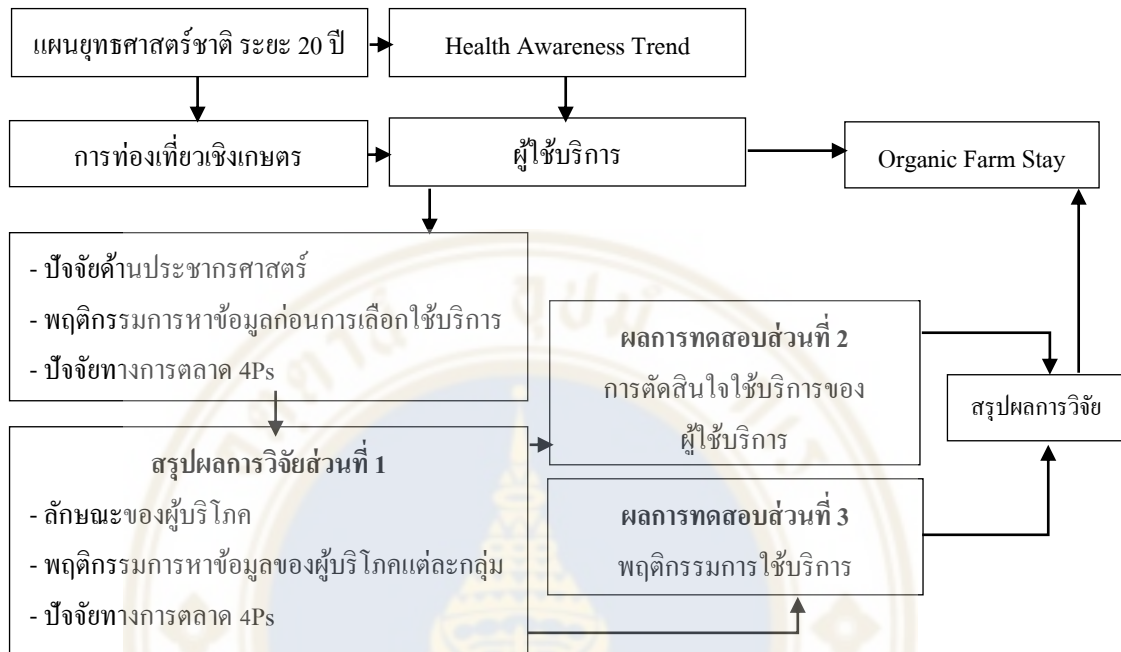 แผนยุทธศาสตร์ชาติ ระยะ 20 ปี
Health Awareness Trend
การท่องเที่ยวเชิงเกษตร
ผู้ใช้บริการ
Organic Farm Stay
- ปัจจัยด้านประชากรศาสตร์
- พฤติกรรมการหาข้อมูลก่อนการเลือกใช้บริการ
- ปัจจัยทางการตลาด 4Ps
ผลการทดสอบส่วนที่ 2
การตัดสินใจใช้บริการของ
ผู้ใช้บริการ
สรุปผลการวิจัย
สรุปผลการวิจัยส่วนที่ 1
- ลักษณะของผู้บริโภค
- พฤติกรรมการหาข้อมูลของผู้บริโภคแต่ละกลุ่ม
- ปัจจัยทางการตลาด 4Ps
ผลการทดสอบส่วนที่ 3
พฤติกรรมการใช้บริการ